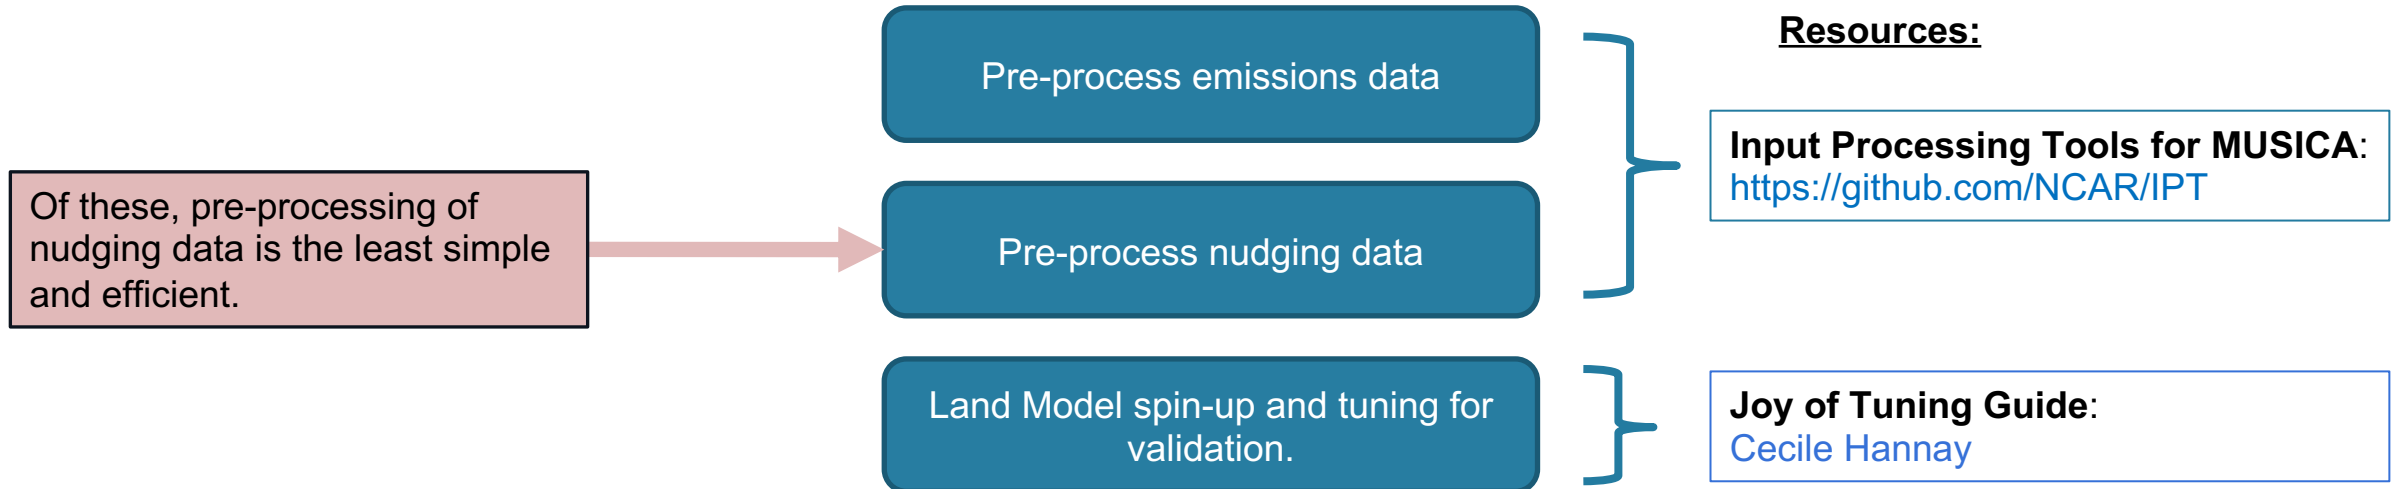 Resources:
Pre-process emissions data
Input Processing Tools for MUSICA:
https://github.com/NCAR/IPT
Of these, pre-processing of
nudging data is the least simple
and efficient.
Pre-process nudging data
Land Model spin-up and tuning for
validation.
Joy of Tuning Guide:
Cecile Hannay